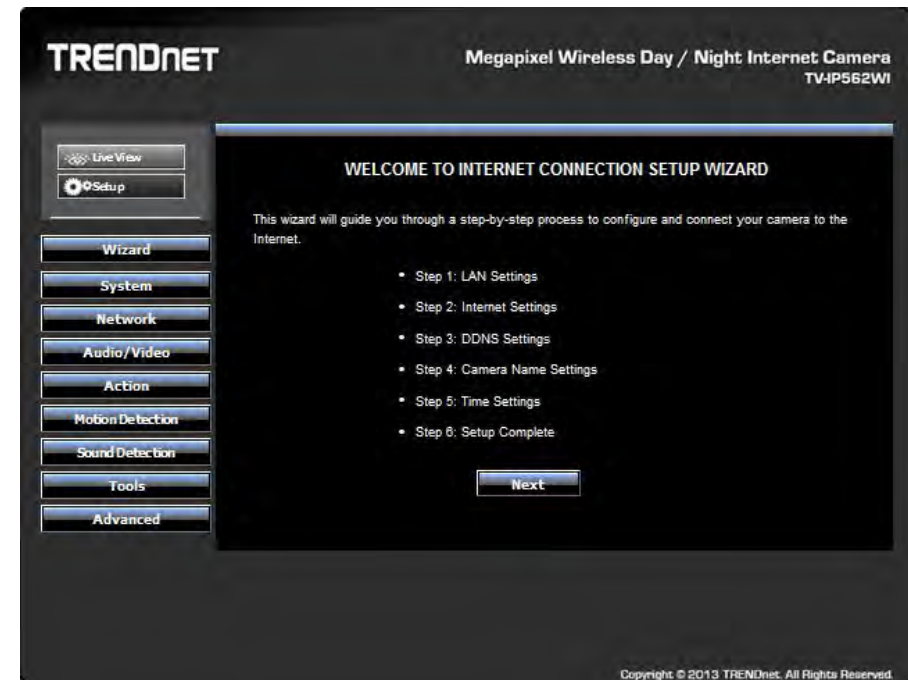 TRENDNET
Megapixel Wireless Day / Night Internet Camera
TV-IP562WI
Live View
Setup
Wizard
System
Network
Audio/Video
Action
Motion Detection
Sound Detection
Tools
Advanced
WELCOME TO INTERNET CONNECTION SETUP WIZARD
This wizard will guide you through a step-by-step process to configure and connect your camera to the
Internet.
• Step 1: LAN Settings
• Step 2: Internet Settings
• Step 3: DDNS Settings
• Step 4: Camera Name Settings
• Step 5: Time Settings
• Step 6: Setup Complete
Next
Copyright © 2013 TRENDnet. All Rights Reserved.